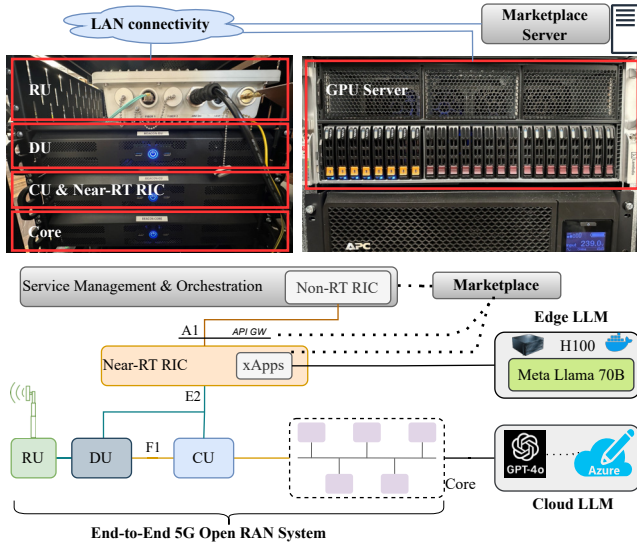 LAN connectivity
Marketplace
Server
RU
GPU Server
DU
CU & Near-RT RIC
Core
APC
239.0
Service Management & Orchestration
Non-RT RIC
Marketplace
A1
API GW
Edge LLM
Near-RT RIC
xApps
H100
Meta Llama 70B
E2
RU
DU
F1
CU
Core
GPT-4o
Azure
Cloud LLM
End-to-End 5G Open RAN System